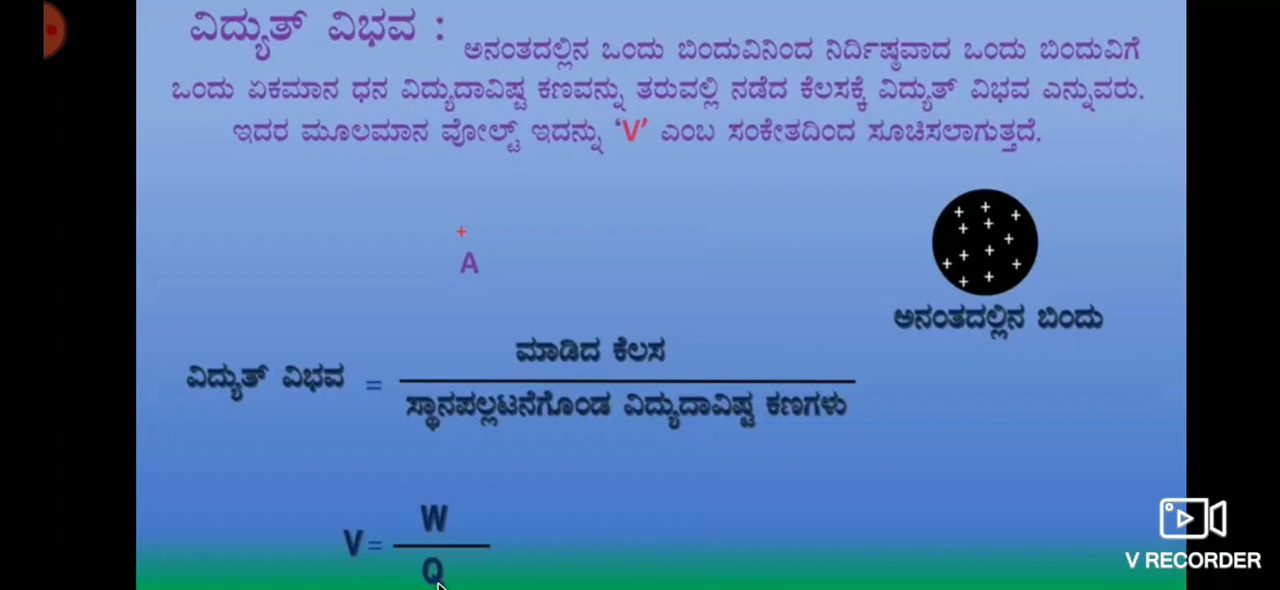 ವಿದ್ಯುತ್ ವಿಭವ : ಅನಂತದಲ್ಲಿನ ಒಂದು ಬಿಂದುವಿನಿಂದ ನಿರ್ದಿಷ್ಠವಾದ ಒಂದು ಬಿಂದುವಿಗೆ
ಒಂದು ಏಕಮಾನ ಧನ ವಿದ್ಯುದಾವಿಷ್ಟ ಕಣವನ್ನು ತರುವಲ್ಲಿ ನಡೆದ ಕೆಲಸಕ್ಕೆ ವಿದ್ಯುತ್ ವಿಭವ ಎನ್ನುವರು.
ಇದರ ಮೂಲಮಾನ ವೋಲ್ಟ್ ಇದನ್ನು ‘V’ ಎಂಬ ಸಂಕೇತದಿಂದ ಸೂಚಿಸಲಾಗುತ್ತದೆ.
+
A
+ + + + + + + + + + + +
ಅನಂತದಲ್ಲಿನ ಬಿಂದು
ಮಾಡಿದ ಕೆಲಸ
ವಿದ್ಯುತ್ ವಿಭವ =
ಸ್ಥಾನಪಲ್ಲಟನೆಗೊಂಡ ವಿದ್ಯುದಾವಿಷ್ಟ ಕಣಗಳು
W
V=
Q
V RECORDER